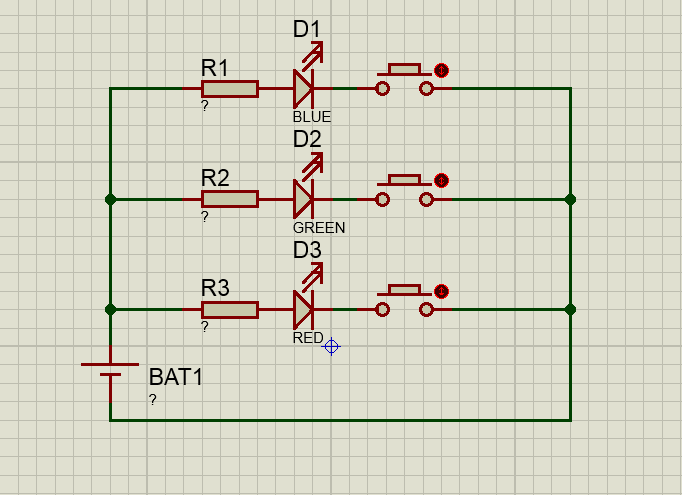 D1
R1
?
BLUE
D2
R2
?
GREEN
D3
R3
?
RED
BAT1
?